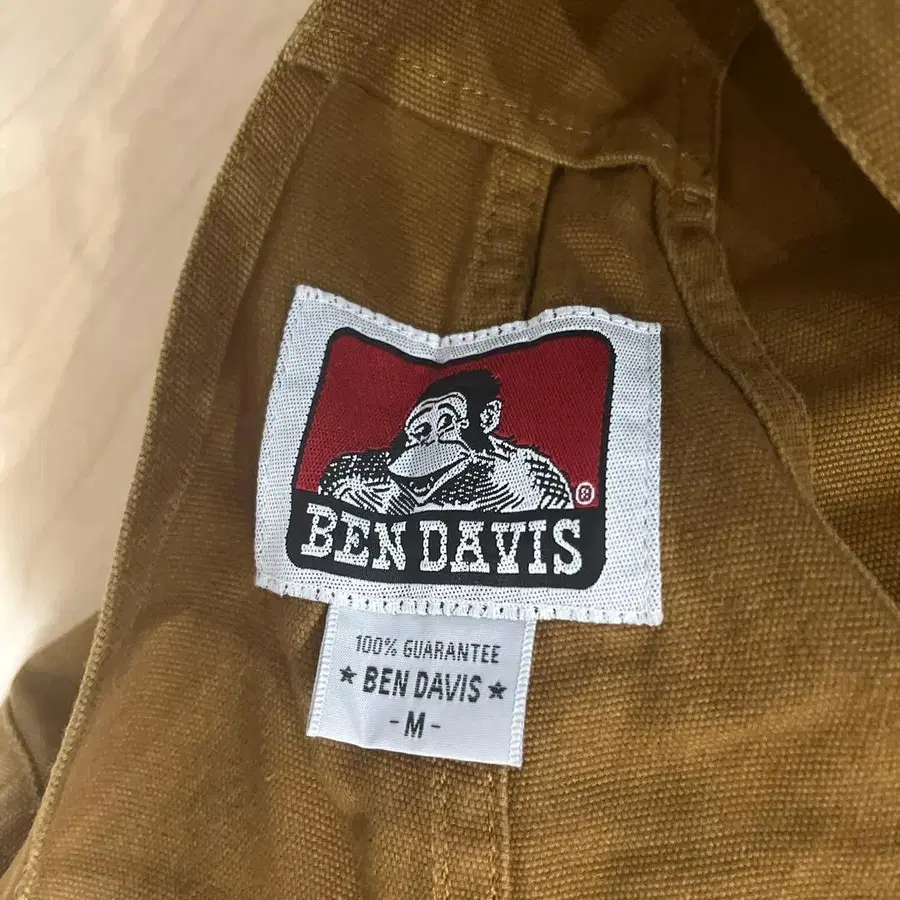 ®
BEN DAVIS
100% GUARANTEE
★ BEN DAVIS ★
- M -